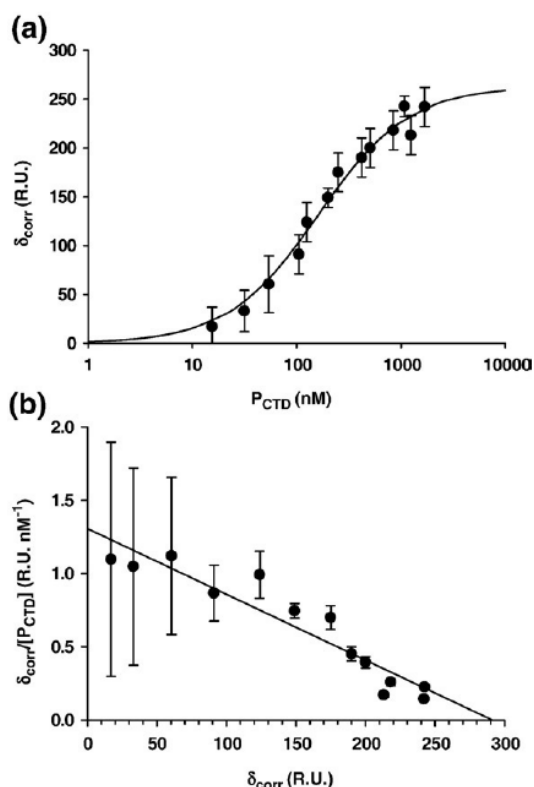 (a)
300
250
200
150
100
50
0
δcorr (R.U.)
1 10 100 1000 10000
PCTD (nM)
(b)
2.0
1.5
1.0
0.5
0.0
δcorr/[PCTD] (R.U. nM⁻¹)
0 50 100 150 200 250 300
δcorr (R.U.)